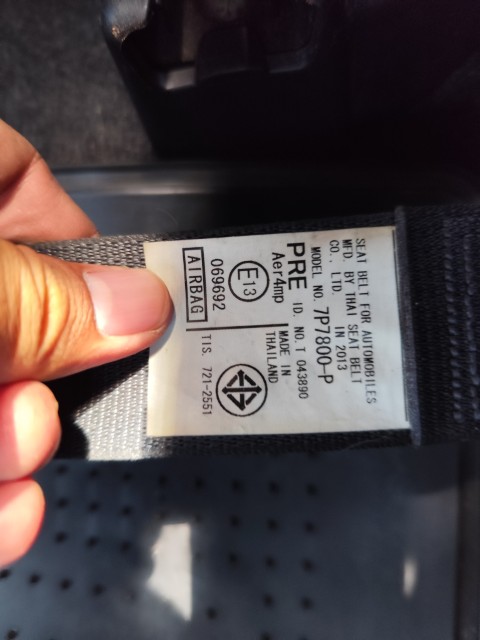 SEAT BELT FOR AUTOMOBILES
MFD. BY THAI SEAT BELT
CO., LTD. IN 2013
MODEL NO. 7P7800-P
PRE ID. NO. T 043890
Aer4mp
MADE IN
THAILAND
E13
069692
AIRBAG
TIS. 721-2551